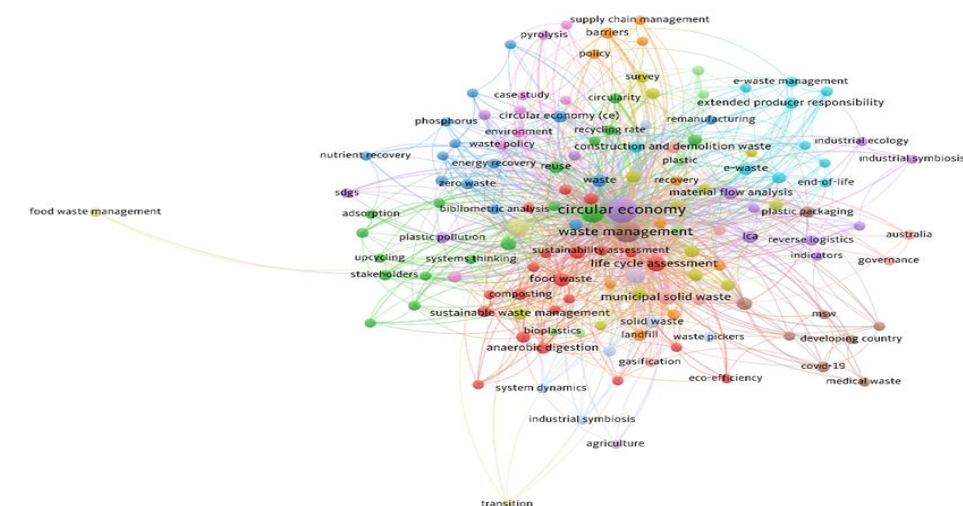 supply chain management
pyrolysis
barriers
policy
survey
e-waste management
case study
circularity
extended producer responsibility
phosphorus
circular economy (ce)
remanufacturing
environment
recycling rate
waste policy
construction and demolition waste
industrial ecology
nutrient recovery
energy recovery
reuse
plastic
e-waste
industrial symbiosis
zero waste
waste
recovery
end-of-life
sdgs
material flow analysis
food waste management
adsorption
bibliometric analysis
circular economy
plastic packaging
plastic pollution
waste management
lca
reverse logistics
australia
upcycling
systems thinking
sustainability assessment
indicators
governance
stakeholders
food waste
life cycle assessment
composting
municipal solid waste
sustainable waste management
solid waste
msw
bioplastics
landfill
waste pickers
developing country
anaerobic digestion
gasification
covid-19
system dynamics
eco-efficiency
medical waste
industrial symbiosis
agriculture
transition